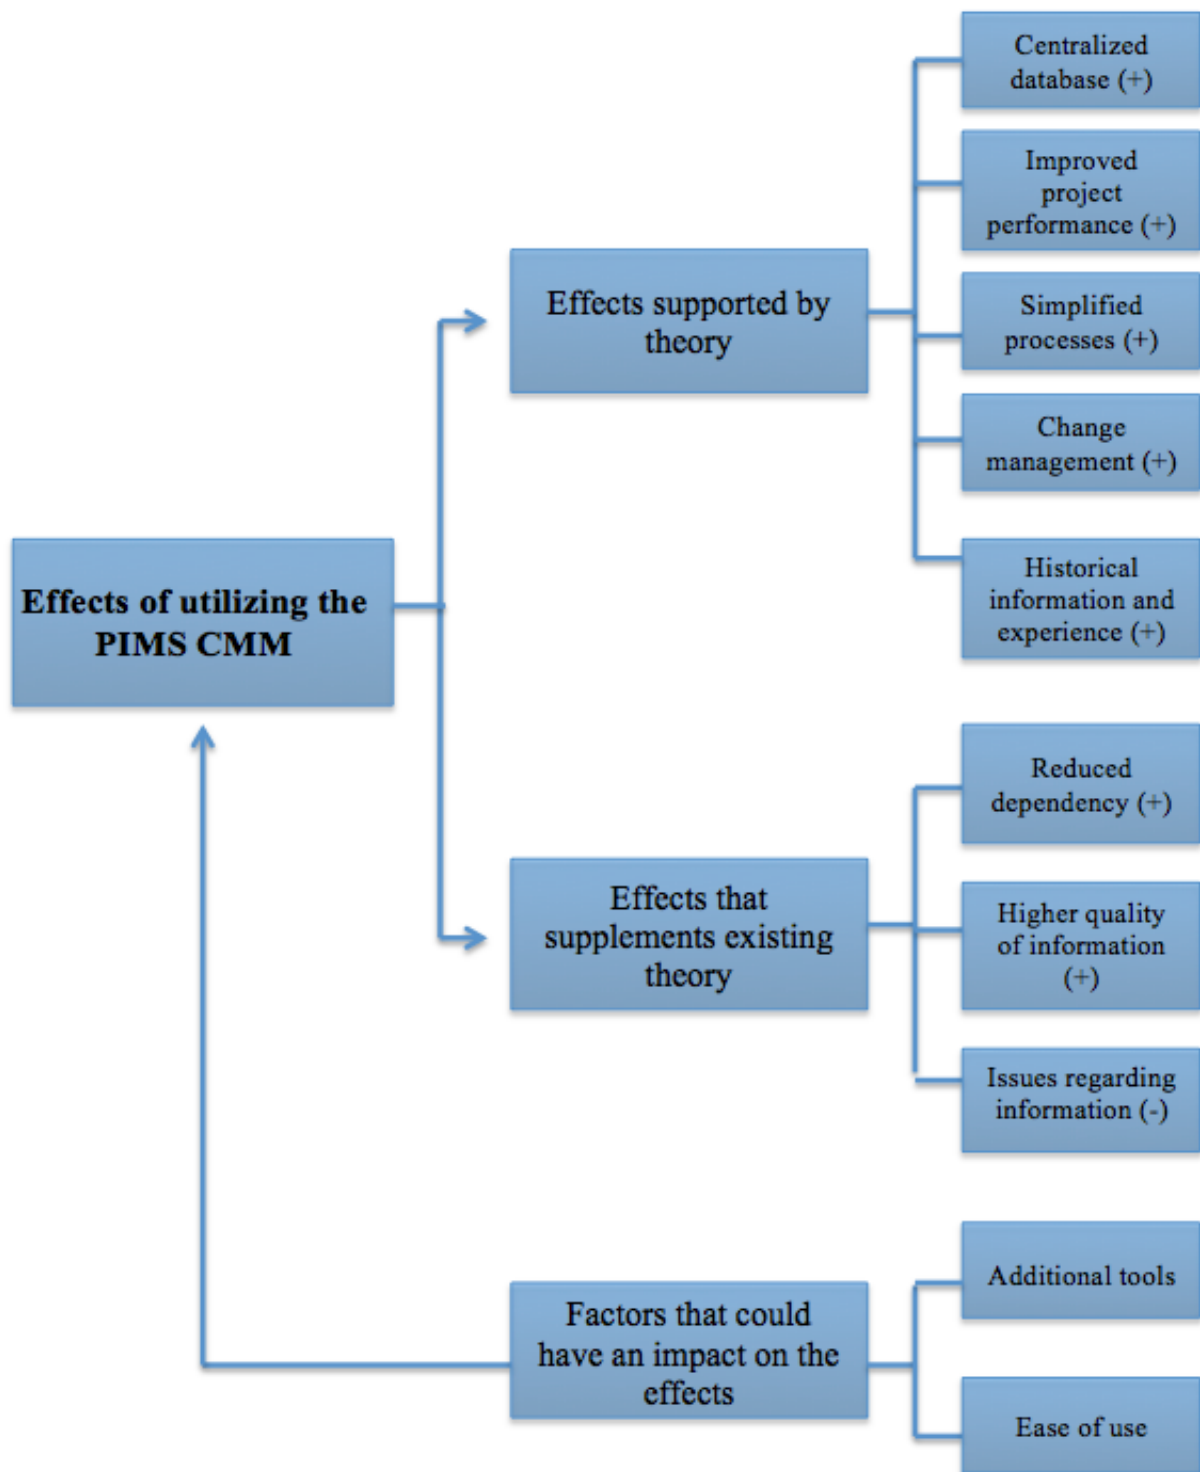 Effects of utilizing the
PIMS CMM
Effects supported by
theory
Centralized
database (+)
Improved
project
performance (+)
Simplified
processes (+)
Change
management (+)
Historical
information and
experience (+)
Effects that
supplements existing
theory
Reduced
dependency (+)
Higher quality
of information
(+)
Issues regarding
information (-)
Factors that could
have an impact on the
effects
Additional tools
Ease of use